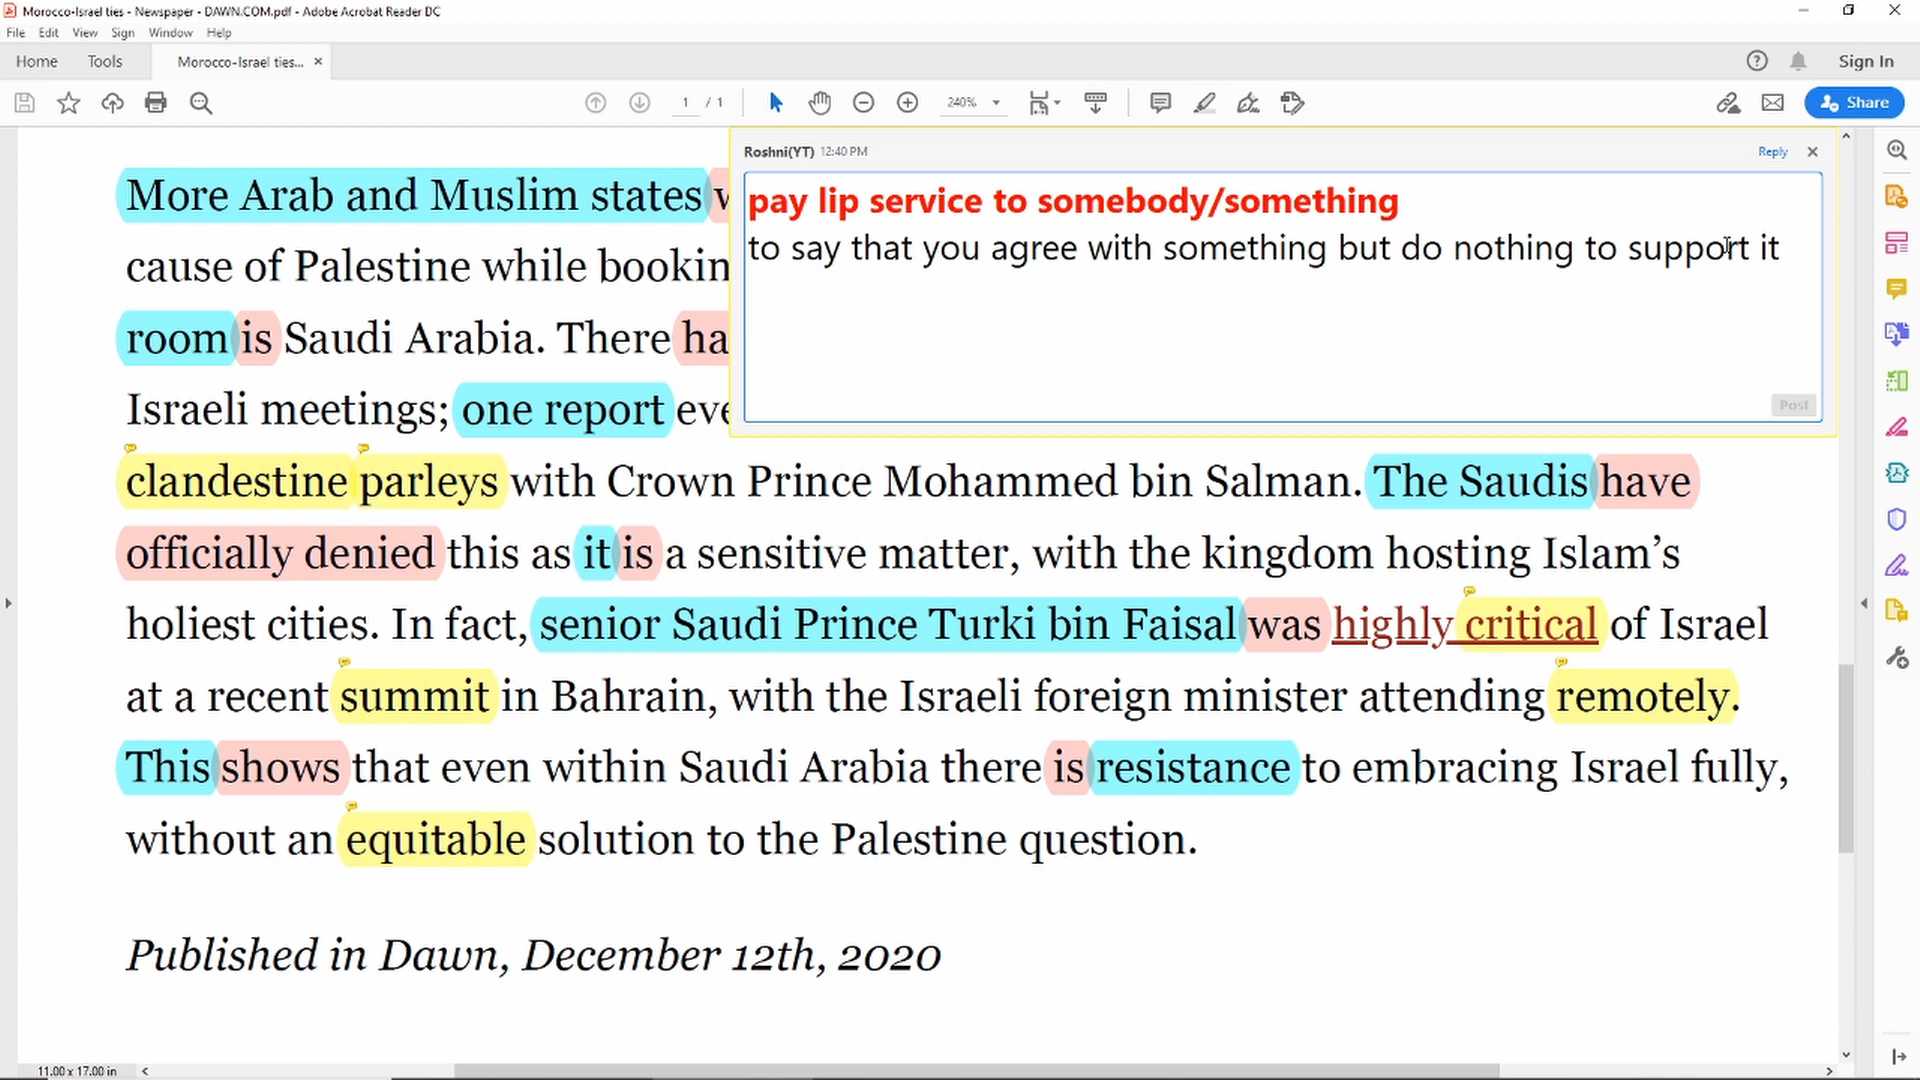 Morocco-Israel ties - Newspaper - DAWN.COM.pdf - Adobe Acrobat Reader DC
File Edit View Sign Window Help
Home Tools Morocco-Israel ties... × Sign In
1 / 1 240% Share
Roshni(YT) 12:40 PM Reply
pay lip service to somebody/something
to say that you agree with something but do nothing to support it
Post
More Arab and Muslim states
cause of Palestine while bookin
room is Saudi Arabia. There ha
Israeli meetings; one report eve
clandestine parleys with Crown Prince Mohammed bin Salman. The Saudis have
officially denied this as it is a sensitive matter, with the kingdom hosting Islam’s
holiest cities. In fact, senior Saudi Prince Turki bin Faisal was highly critical of Israel
at a recent summit in Bahrain, with the Israeli foreign minister attending remotely.
This shows that even within Saudi Arabia there is resistance to embracing Israel fully,
without an equitable solution to the Palestine question.
Published in Dawn, December 12th, 2020
11.00 x 17.00 in